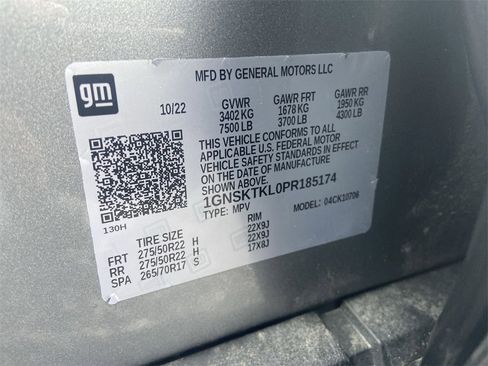 gm
MFD BY GENERAL MOTORS LLC
10/22 GVWR GAWR FRT GAWR RR
3402 KG 1678 KG 1950 KG
7500 LB 3700 LB 4300 LB
THIS VEHICLE CONFORMS TO ALL
APPLICABLE U.S. FEDERAL MOTOR
VEHICLE SAFETY STANDARDS IN EFFECT
ON THE DATE OF MANUFACTURE
1GNSKTKL0PR185174
TYPE: MPV MODEL: 04CK10706
130H
TIRE SIZE RIM
FRT 275/50R22 H 22X9J
RR 275/50R22 H 22X9J
SPA 265/70R17 S 17X8J